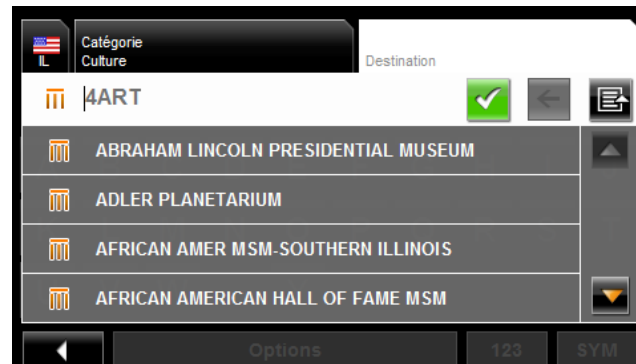 IL
Catégorie
Culture
Destination
4ART
ABRAHAM LINCOLN PRESIDENTIAL MUSEUM
ADLER PLANETARIUM
AFRICAN AMER MSM-SOUTHERN ILLINOIS
AFRICAN AMERICAN HALL OF FAME MSM
Options 123 SYM